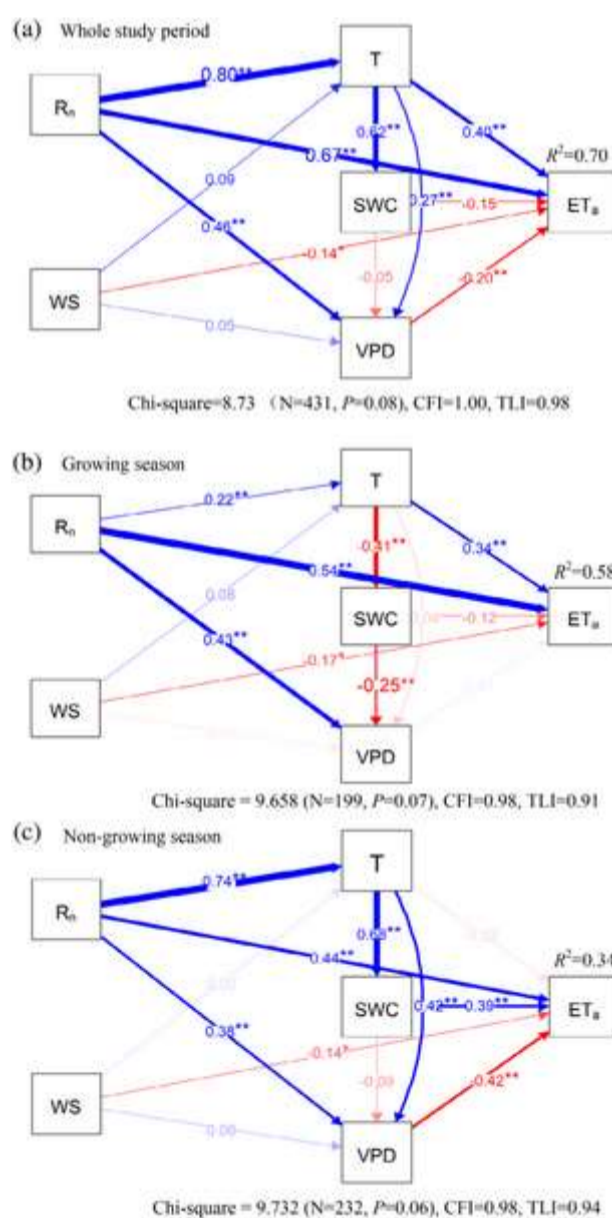 (a) Whole study period
T
0.80**
Rn
0.62**
0.40**
R²=0.70
0.67**
0.09
SWC
0.27**
-0.15
ETa
0.46**
-0.14*
WS
-0.05
-0.20**
0.05
VPD
Chi-square=8.73 (N=431, P=0.08), CFI=1.00, TLI=0.98
(b) Growing season
T
0.22**
Rn
-0.41**
0.34**
R²=0.58
0.54**
0.08
SWC
-0.12
ETa
0.43**
-0.17*
WS
-0.25**
VPD
Chi-square = 9.658 (N=199, P=0.07), CFI=0.98, TLI=0.91
(c) Non-growing season
T
0.74**
Rn
0.68**
R²=0.34
0.44**
SWC
0.42**
0.39**
ETa
0.38**
-0.14*
WS
-0.42**
VPD
Chi-square = 9.732 (N=232, P=0.06), CFI=0.98, TLI=0.94